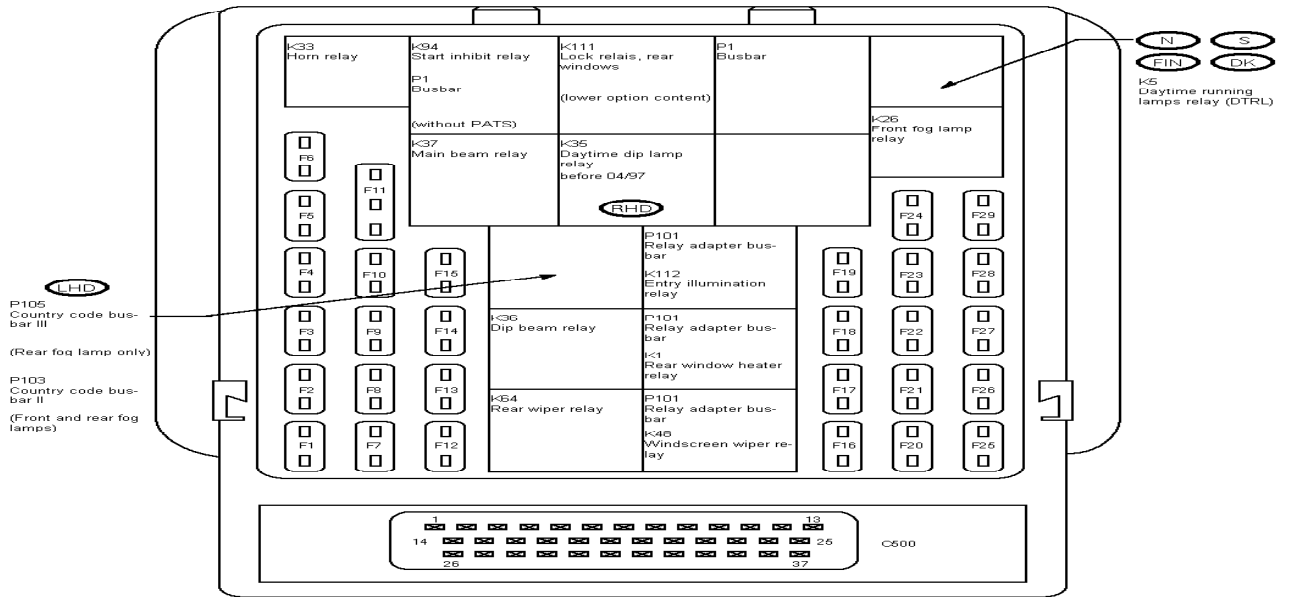 K33
Horn relay
K94
Start inhibit relay
P1
Busbar
(without PATS)
K111
Lock relais, rear
windows
(lower option content)
P1
Busbar
N S
FIN DK
K5
Daytime running
lamps relay (DTRL)
K26
Front fog lamp
relay
K37
Main beam relay
K35
Daytime dip lamp
relay
before 04/97
RHD
F6
F11
F5
F24 F29
P101
Relay adapter bus-
bar
K112
Entry illumination
relay
F4 F10 F15
F19 F23 F28
LHD
P105
Country code bus-
bar III
(Rear fog lamp only)
P103
Country code bus-
bar II
(Front and rear fog
lamps)
K36
Dip beam relay
P101
Relay adapter bus-
bar
K1
Rear window heater
relay
F3 F9 F14
F18 F22 F27
F2 F8 F13
F17 F21 F26
K64
Rear wiper relay
P101
Relay adapter bus-
bar
K48
Windscreen wiper re-
lay
F1 F7 F12
F16 F20 F25
1 13
14 25
C500
26 37